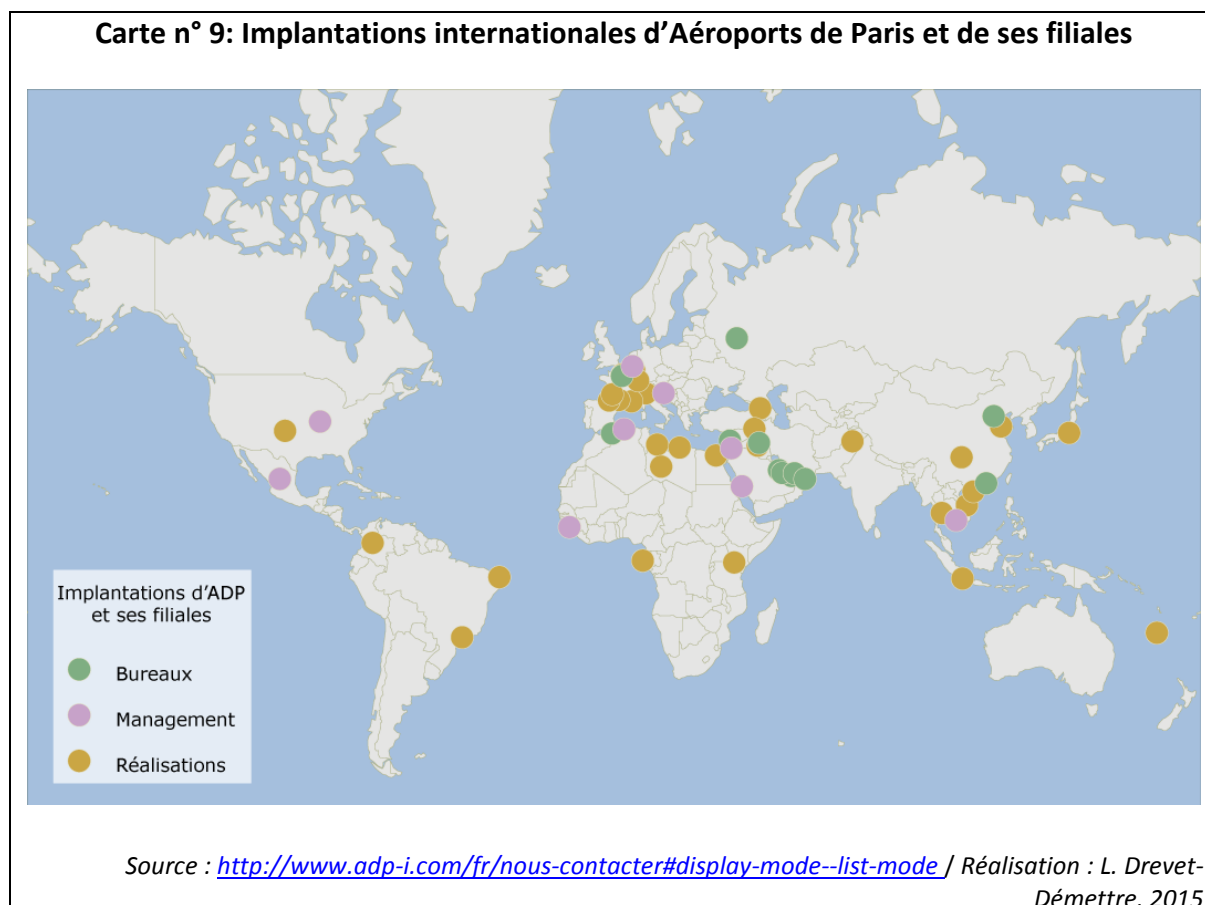 Carte n° 9: Implantations internationales d’Aéroports de Paris et de ses filiales
Implantations d’ADP
et ses filiales
Bureaux
Management
Réalisations
Source : http://www.adp-i.com/fr/nous-contacter#display-mode--list-mode / Réalisation : L. Drevet-
Démettre, 2015